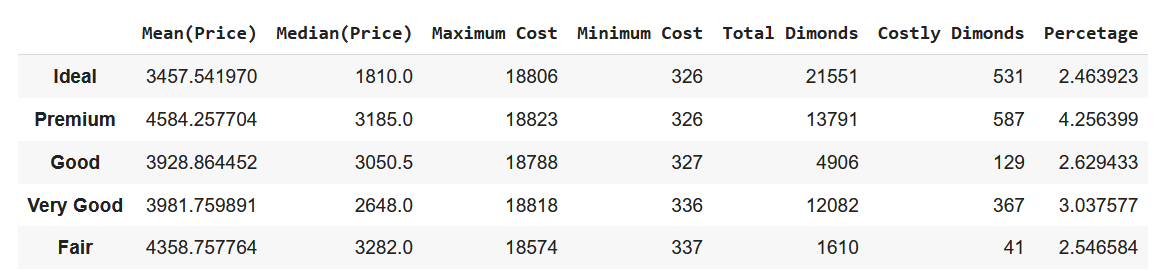 Mean(Price) Median(Price) Maximum Cost Minimum Cost Total Dimonds Costly Dimonds Percetage
Ideal 3457.541970 1810.0 18806 326 21551 531 2.463923
Premium 4584.257704 3185.0 18823 326 13791 587 4.256399
Good 3928.864452 3050.5 18788 327 4906 129 2.629433
Very Good 3981.759891 2648.0 18818 336 12082 367 3.037577
Fair 4358.757764 3282.0 18574 337 1610 41 2.546584